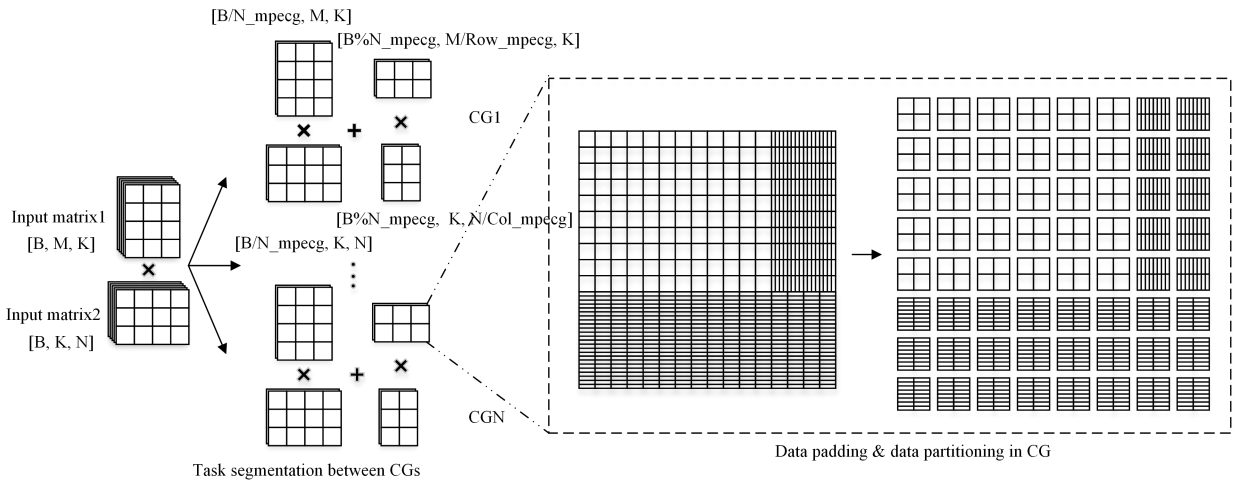 [B/N_mpecg, M, K]
[B%N_mpecg, M/Row_mpecg, K]
CG1
Input matrix1
[B, M, K]
[B%N_mpecg, K, N/Col_mpecg]
[B/N_mpecg, K, N]
Input matrix2
[B, K, N]
CGN
Data padding & data partitioning in CG
Task segmentation between CGs